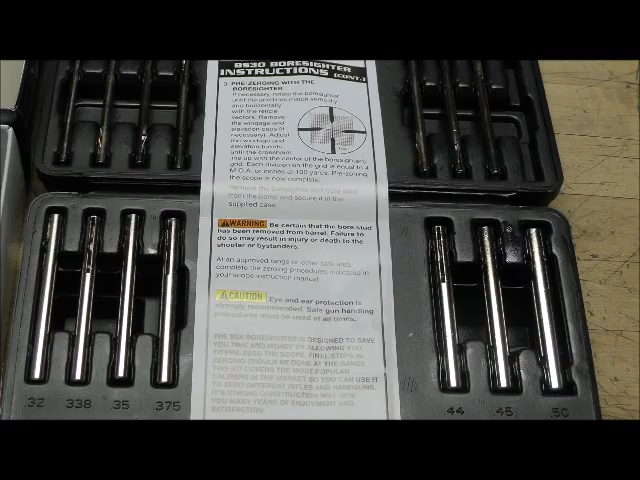 BS30 BORESIGHTER
INSTRUCTIONS (CONT.)
PRE-ZEROING WITH THE
BORESIGHTER
If necessary, rotate the boresighter
until the grid lines match vertically
and horizontally
with the reticle
vectors. Remove
the windage and
elevation caps (if
necessary). Adjust
the windage and
elevation turrets
until the crosshairs
line up with the center of the boresighters
grid. Each division on the grid is equal to 4
M.O.A. or inches at 100 yards. Pre-zoning
the scope is now complete.
Remove the boresighter and bore stud
from the barrel and secure it in the
supplied case.
WARNING Be certain that the bore stud
has been removed from barrel. Failure to
do so may result in injury or death to the
shooter or bystanders.
At an approved range or other safe area,
complete the zeroing procedures indicated in
your scope instruction manual.
CAUTION Eye and ear protection is
strongly recommended. Safe gun handling
procedures must be used at all times.
THE BSA BORESIGHTER IS DESIGNED TO SAVE
YOU TIME AND MONEY BY ALLOWING YOU
TO PRE-ZERO THE SCOPE. FINAL STEPS IN
ZEROING SHOULD BE DONE AT THE RANGE.
THIS KIT COVERS THE MOST POPULAR
CALIBERS IN THE MARKET SO YOU CAN USE IT
TO ZERO DIFFERENT RIFLES AND HANDGUNS.
IT'S STRONG CONSTRUCTION WILL GIVE
YOU MANY YEARS OF ENJOYMENT AND
SATISFACTION.
.32 .338 .35 .375
.44 .45 .50